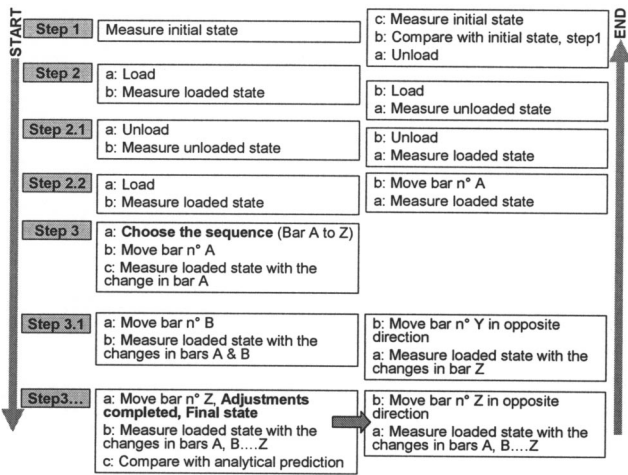 START
END
Step 1
Measure initial state
c: Measure initial state
b: Compare with initial state, step1
a: Unload
Step 2
a: Load
b: Measure loaded state
b: Load
a: Measure unloaded state
Step 2.1
a: Unload
b: Measure unloaded state
b: Unload
a: Measure loaded state
Step 2.2
a: Load
b: Measure loaded state
b: Move bar n° A
a: Measure loaded state
Step 3
a: Choose the sequence (Bar A to Z)
b: Move bar n° A
c: Measure loaded state with the
change in bar A
Step 3.1
a: Move bar n° B
b: Measure loaded state with the
changes in bars A & B
b: Move bar n° Y in opposite
direction
a: Measure loaded state with the
changes in bar Z
Step3...
a: Move bar n° Z, Adjustments
completed, Final state
b: Measure loaded state with the
changes in bars A, B....Z
c: Compare with analytical prediction
b: Move bar n° Z in opposite
direction
a: Measure loaded state with the
changes in bars A, B....Z